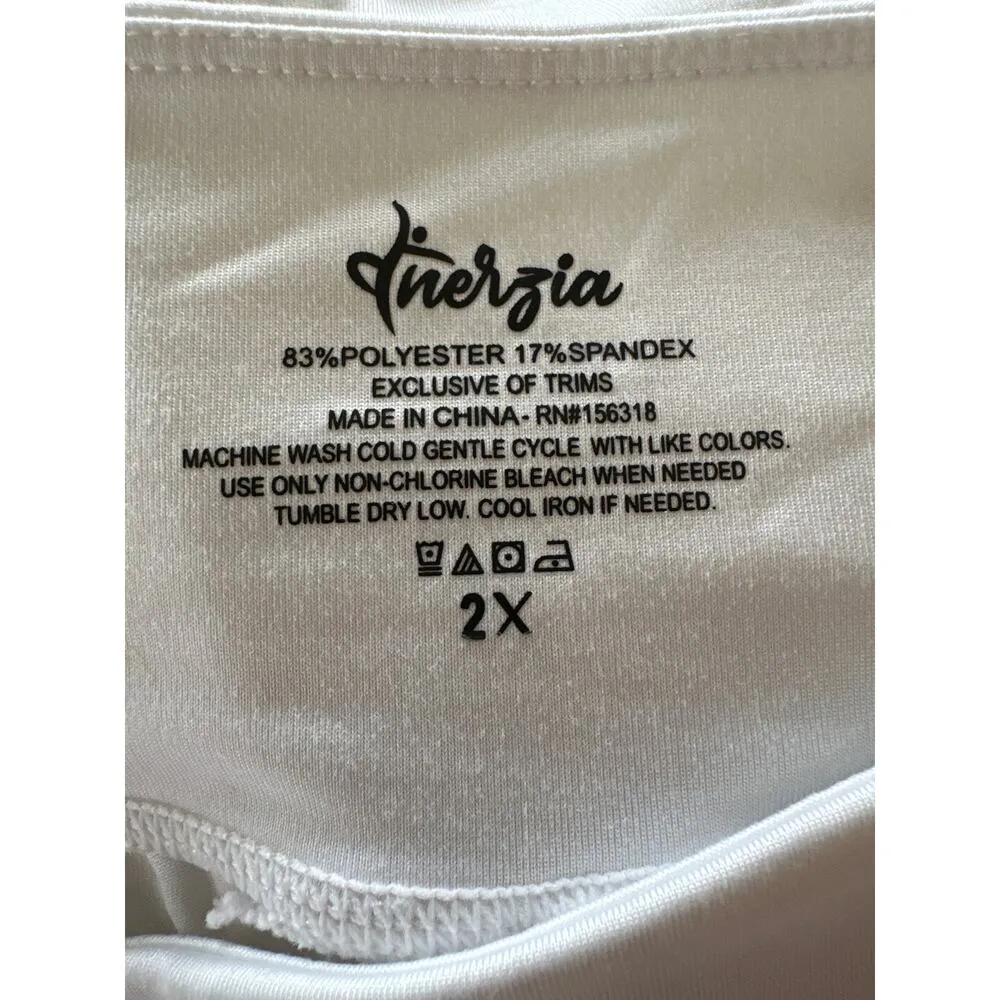 Inerzia
83%POLYESTER 17%SPANDEX
EXCLUSIVE OF TRIMS
MADE IN CHINA- RN#156318
MACHINE WASH COLD GENTLE CYCLE WITH LIKE COLORS.
USE ONLY NON-CHLORINE BLEACH WHEN NEEDED
TUMBLE DRY LOW. COOL IRON IF NEEDED.
2X